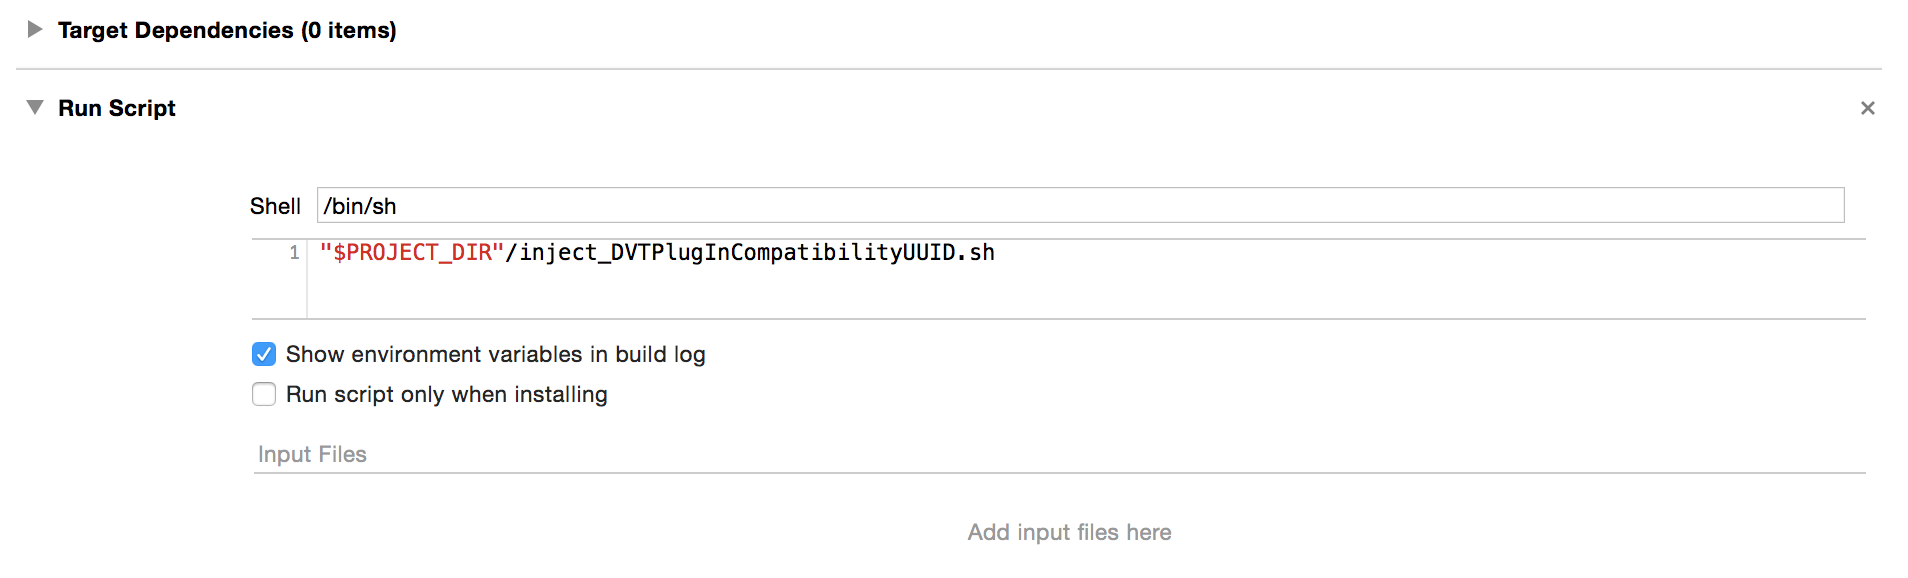 Target Dependencies (0 items)
Run Script
Shell /bin/sh
1 "$PROJECT_DIR"/inject_DVTPlugInCompatibilityUUID.sh
Show environment variables in build log
Run script only when installing
Input Files
Add input files here